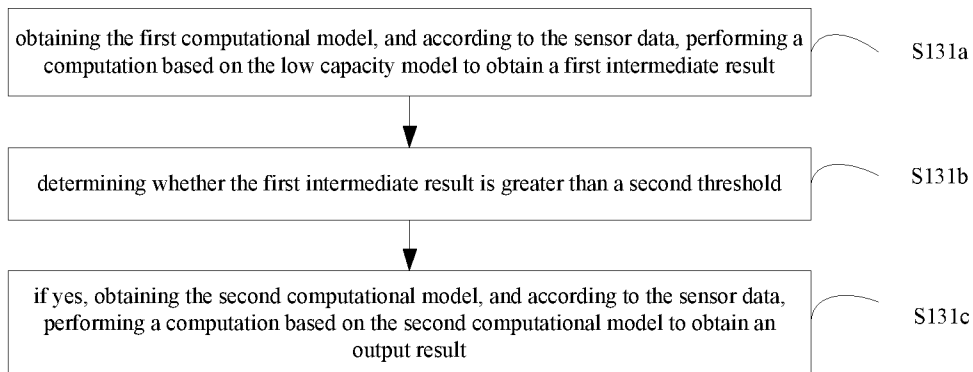 obtaining the first computational model, and according to the sensor data, performing a
computation based on the low capacity model to obtain a first intermediate result
S131a
determining whether the first intermediate result is greater than a second threshold
S131b
if yes, obtaining the second computational model, and according to the sensor data,
performing a computation based on the second computational model to obtain an
output result
S131c